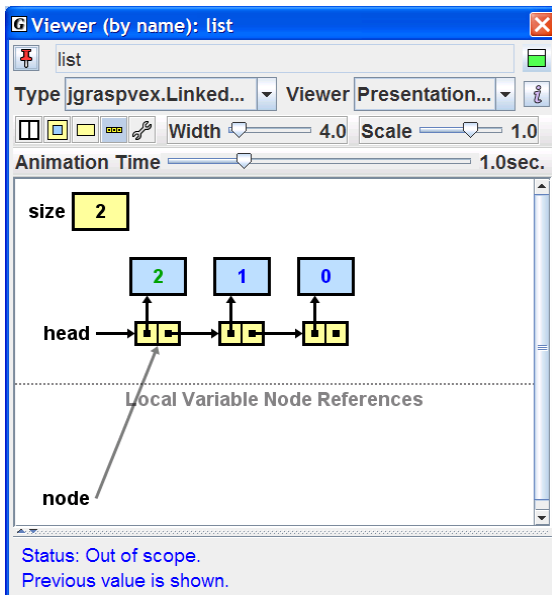 Viewer (by name): list
list
Type jgraspvex.Linked... Viewer Presentation... i
Width 4.0 Scale 1.0
Animation Time 1.0sec.
size 2
2 1 0
head
Local Variable Node References
node
Status: Out of scope.
Previous value is shown.